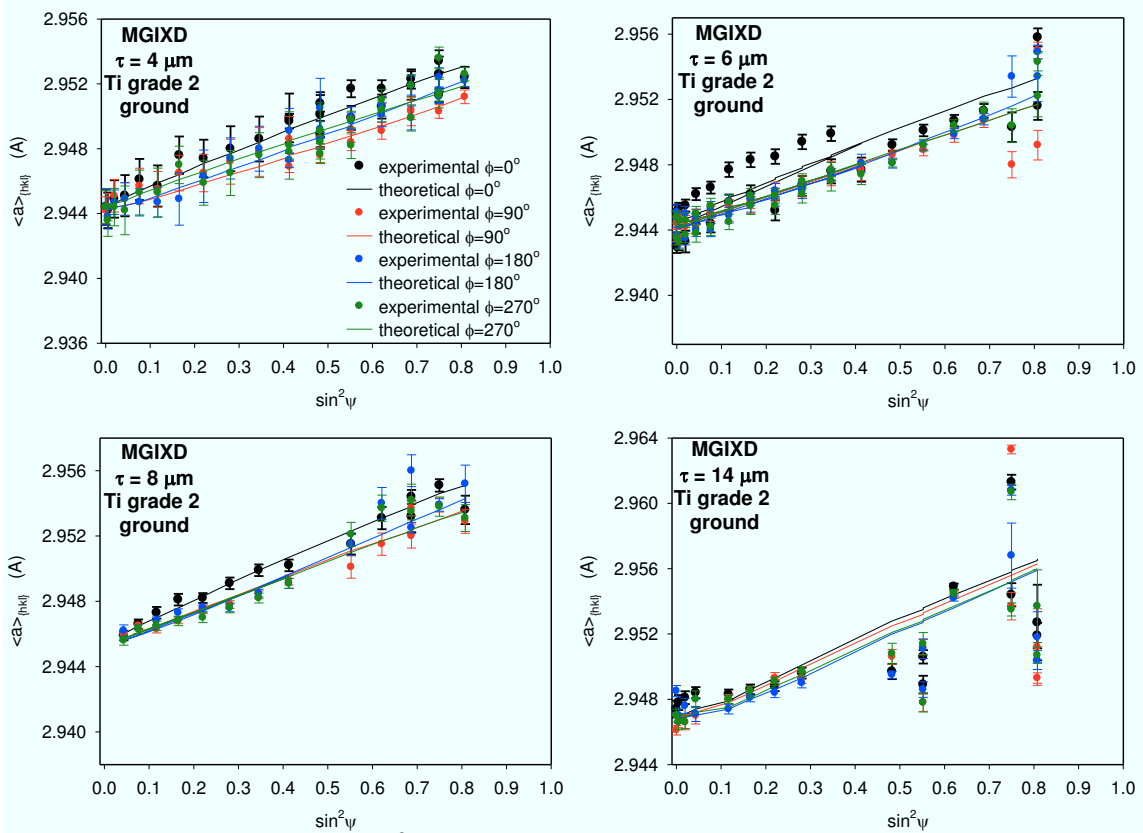 MGIXD
τ = 4 μm
Ti grade 2
ground
2.956
2.952
2.948
2.944
2.940
2.936
<a>{hkl} (A)
experimental ϕ=0°
theoretical ϕ=0°
experimental ϕ=90°
theoretical ϕ=90°
experimental ϕ=180°
theoretical ϕ=180°
experimental ϕ=270°
theoretical ϕ=270°
0.0 0.1 0.2 0.3 0.4 0.5 0.6 0.7 0.8 0.9 1.0
sin²ψ
MGIXD
τ = 6 μm
Ti grade 2
ground
2.956
2.952
2.948
2.944
2.940
<a>{hkl} (A)
0.0 0.1 0.2 0.3 0.4 0.5 0.6 0.7 0.8 0.9 1.0
sin²ψ
MGIXD
τ = 8 μm
Ti grade 2
ground
2.956
2.952
2.948
2.944
2.940
<a>{hkl} (A)
0.0 0.1 0.2 0.3 0.4 0.5 0.6 0.7 0.8 0.9 1.0
sin²ψ
MGIXD
τ = 14 μm
Ti grade 2
ground
2.964
2.960
2.956
2.952
2.948
2.944
<a>{hkl} (A)
0.0 0.1 0.2 0.3 0.4 0.5 0.6 0.7 0.8 0.9 1.0
sin²ψ